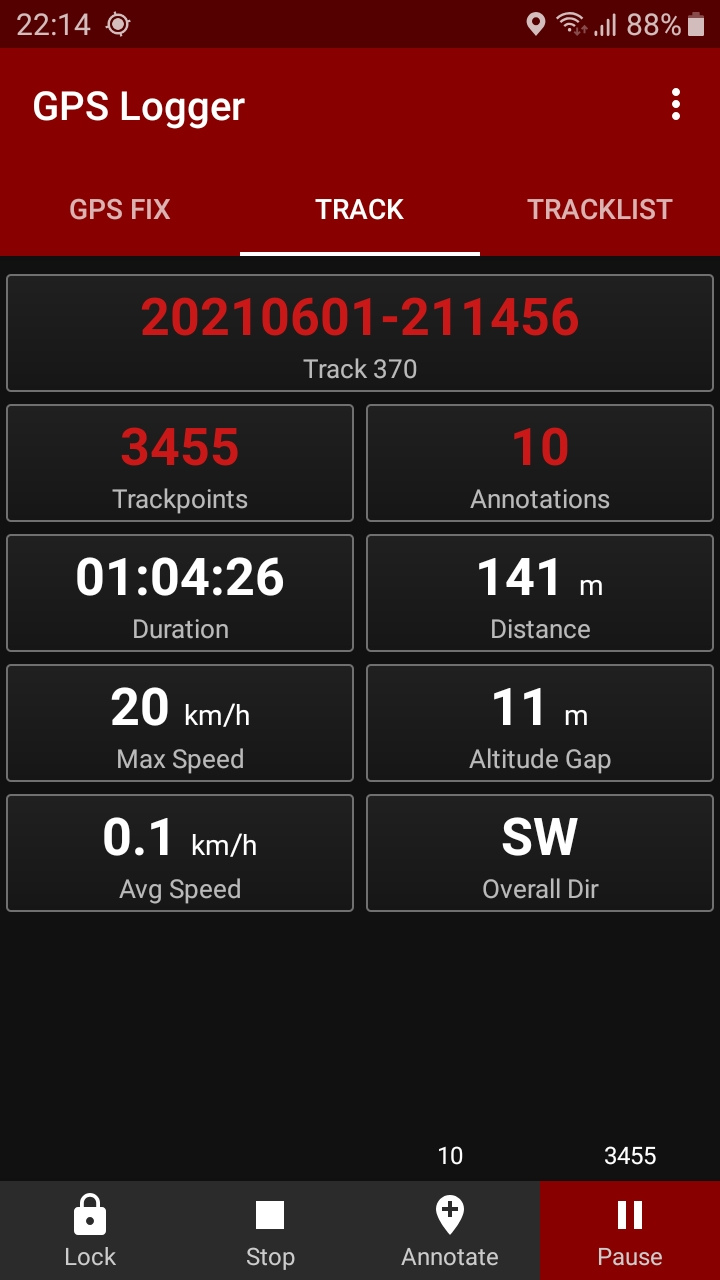 22:14 88%
GPS Logger
GPS FIX TRACK TRACKLIST
20210601-211456
Track 370
3455 10
Trackpoints Annotations
01:04:26 141 m
Duration Distance
20 km/h 11 m
Max Speed Altitude Gap
0.1 km/h SW
Avg Speed Overall Dir
10 3455
Lock Stop Annotate Pause